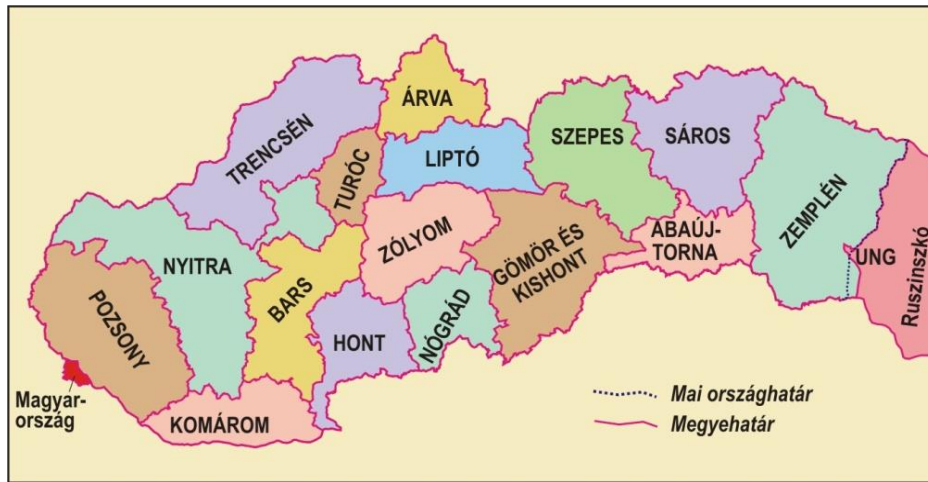 ÁRVA
TRENCSÉN
TURÓC
LIPTÓ
SZEPES
SÁROS
ZEMPLÉN
UNG
Ruszinszkó
ABAÚJ-
TORNA
GÖMÖR ÉS
KISHONT
ZÓLYOM
NYITRA
BARS
POZSONY
HONT
NÓGRÁD
KOMÁROM
Magyar-
ország
Mai országhatár
Megyehatár